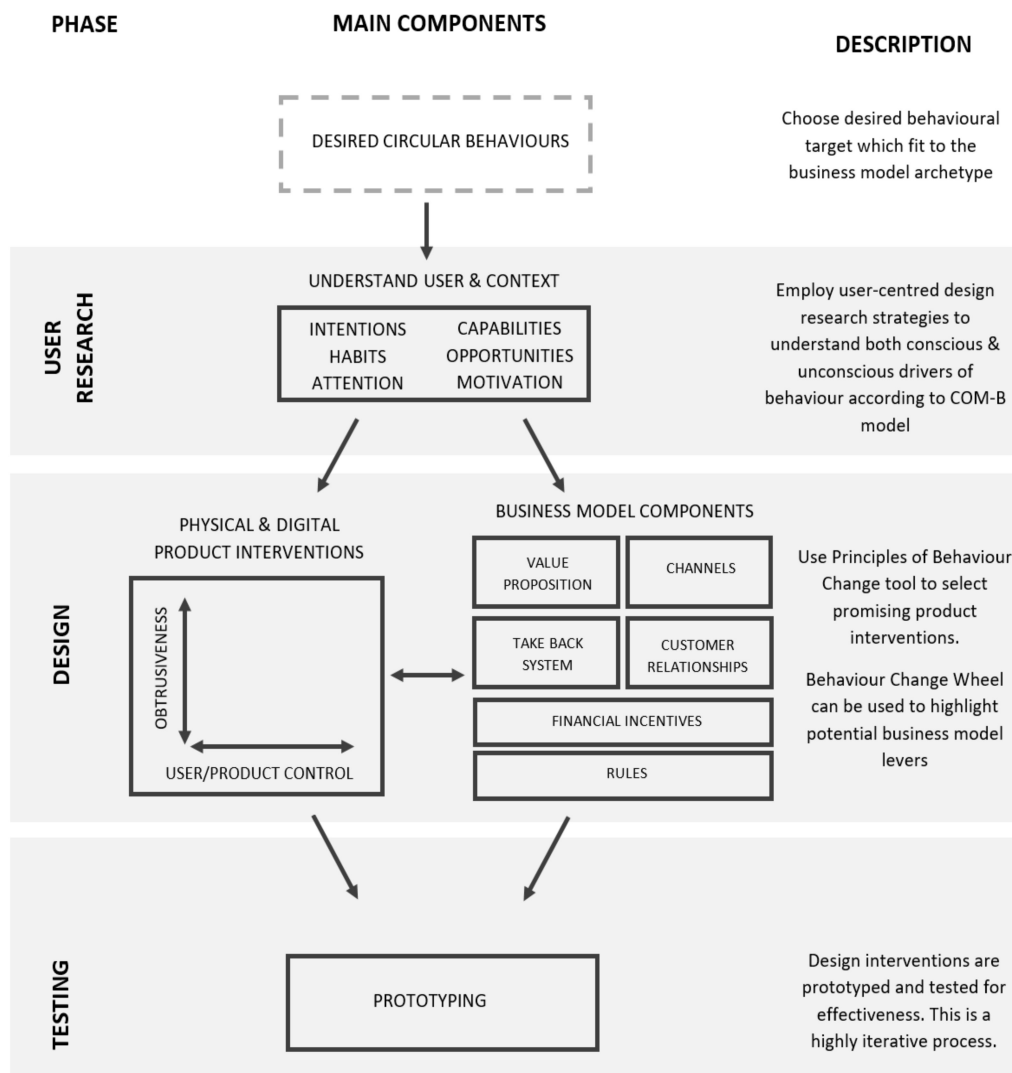 PHASE
MAIN COMPONENTS
DESCRIPTION
DESIRED CIRCULAR BEHAVIOURS
Choose desired behavioural
target which fit to the
business model archetype
USER
RESEARCH
UNDERSTAND USER & CONTEXT
INTENTIONS
HABITS
ATTENTION
CAPABILITIES
OPPORTUNITIES
MOTIVATION
Employ user-centred design
research strategies to
understand both conscious &
unconscious drivers of
behaviour according to COM-B
model
DESIGN
PHYSICAL & DIGITAL
PRODUCT INTERVENTIONS
OBTRUSIVENESS
USER/PRODUCT CONTROL
BUSINESS MODEL COMPONENTS
VALUE
PROPOSITION
CHANNELS
TAKE BACK
SYSTEM
CUSTOMER
RELATIONSHIPS
FINANCIAL INCENTIVES
RULES
Use Principles of Behaviour
Change tool to select
promising product
interventions.
Behaviour Change Wheel
can be used to highlight
potential business model
levers
TESTING
PROTOTYPING
Design interventions are
prototyped and tested for
effectiveness. This is a
highly iterative process.